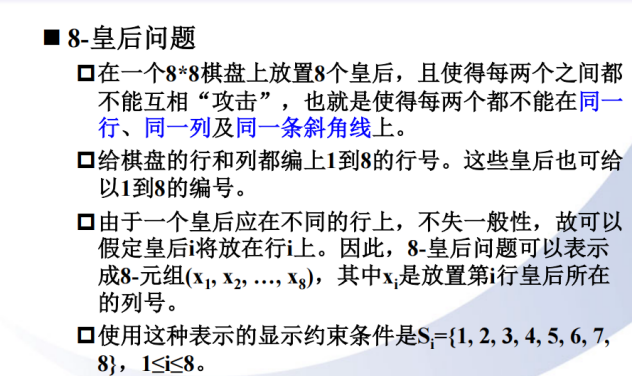 8-皇后问题
在一个8*8棋盘上放置8个皇后，且使得每两个之间都
不能互相“攻击”，也就是使得每两个都不能在同一
行、同一列及同一条斜角线上。
给棋盘的行和列都编上1到8的行号。这些皇后也可给
以1到8的编号。
由于一个皇后应在不同的行上，不失一般性，故可以
假定皇后i将放在行i上。因此，8-皇后问题可以表示
成8-元组(x₁, x₂, …, x₈)，其中xᵢ是放置第i行皇后所在
的列号。
使用这种表示的显示约束条件是Sᵢ={1, 2, 3, 4, 5, 6, 7,
8}，1≤i≤8。